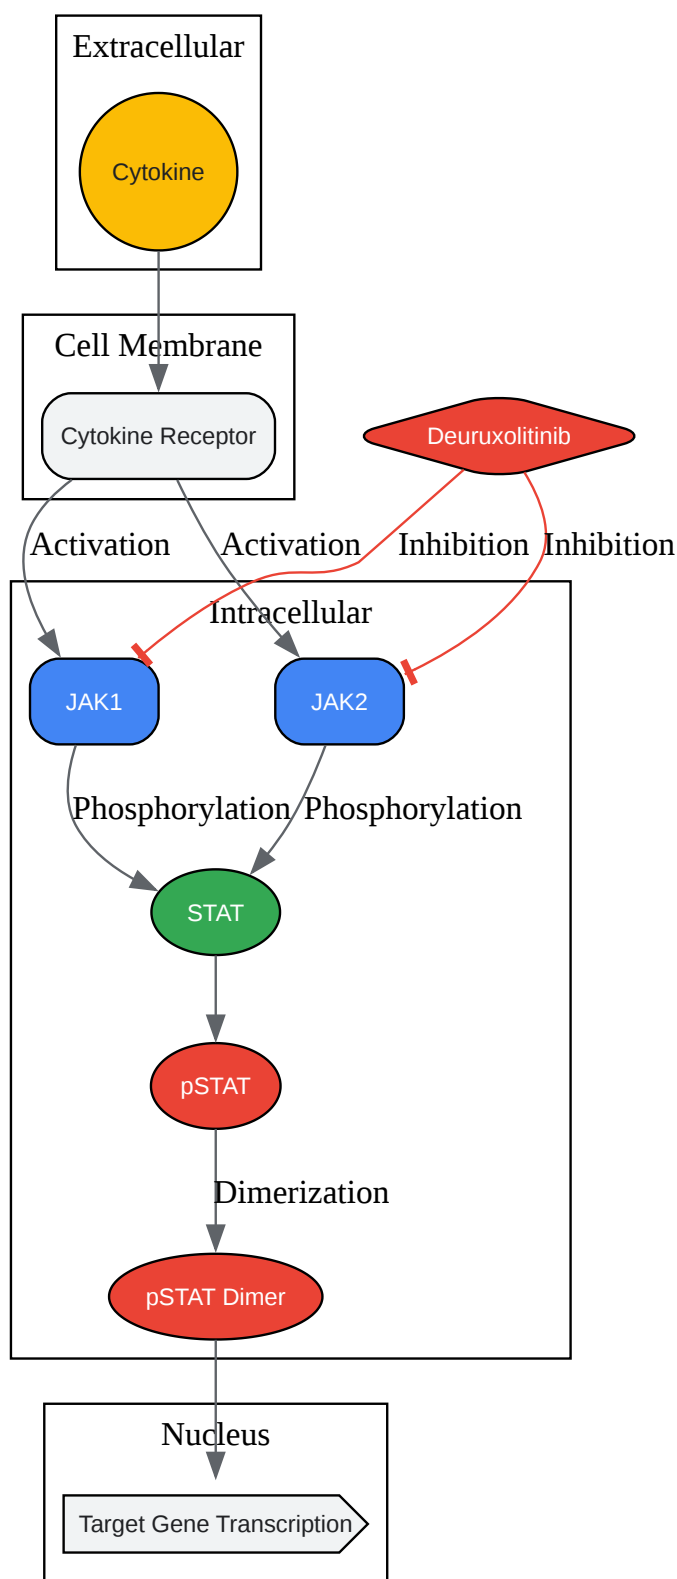 Extracellular
Cytokine
Cell Membrane
Cytokine Receptor
Deuruxolitinib
Activation
Activation
Inhibition
Inhibition
Intracellular
JAK1
JAK2
Phosphorylation
Phosphorylation
STAT
pSTAT
Dimerization
pSTAT Dimer
Nucleus
Target Gene Transcription